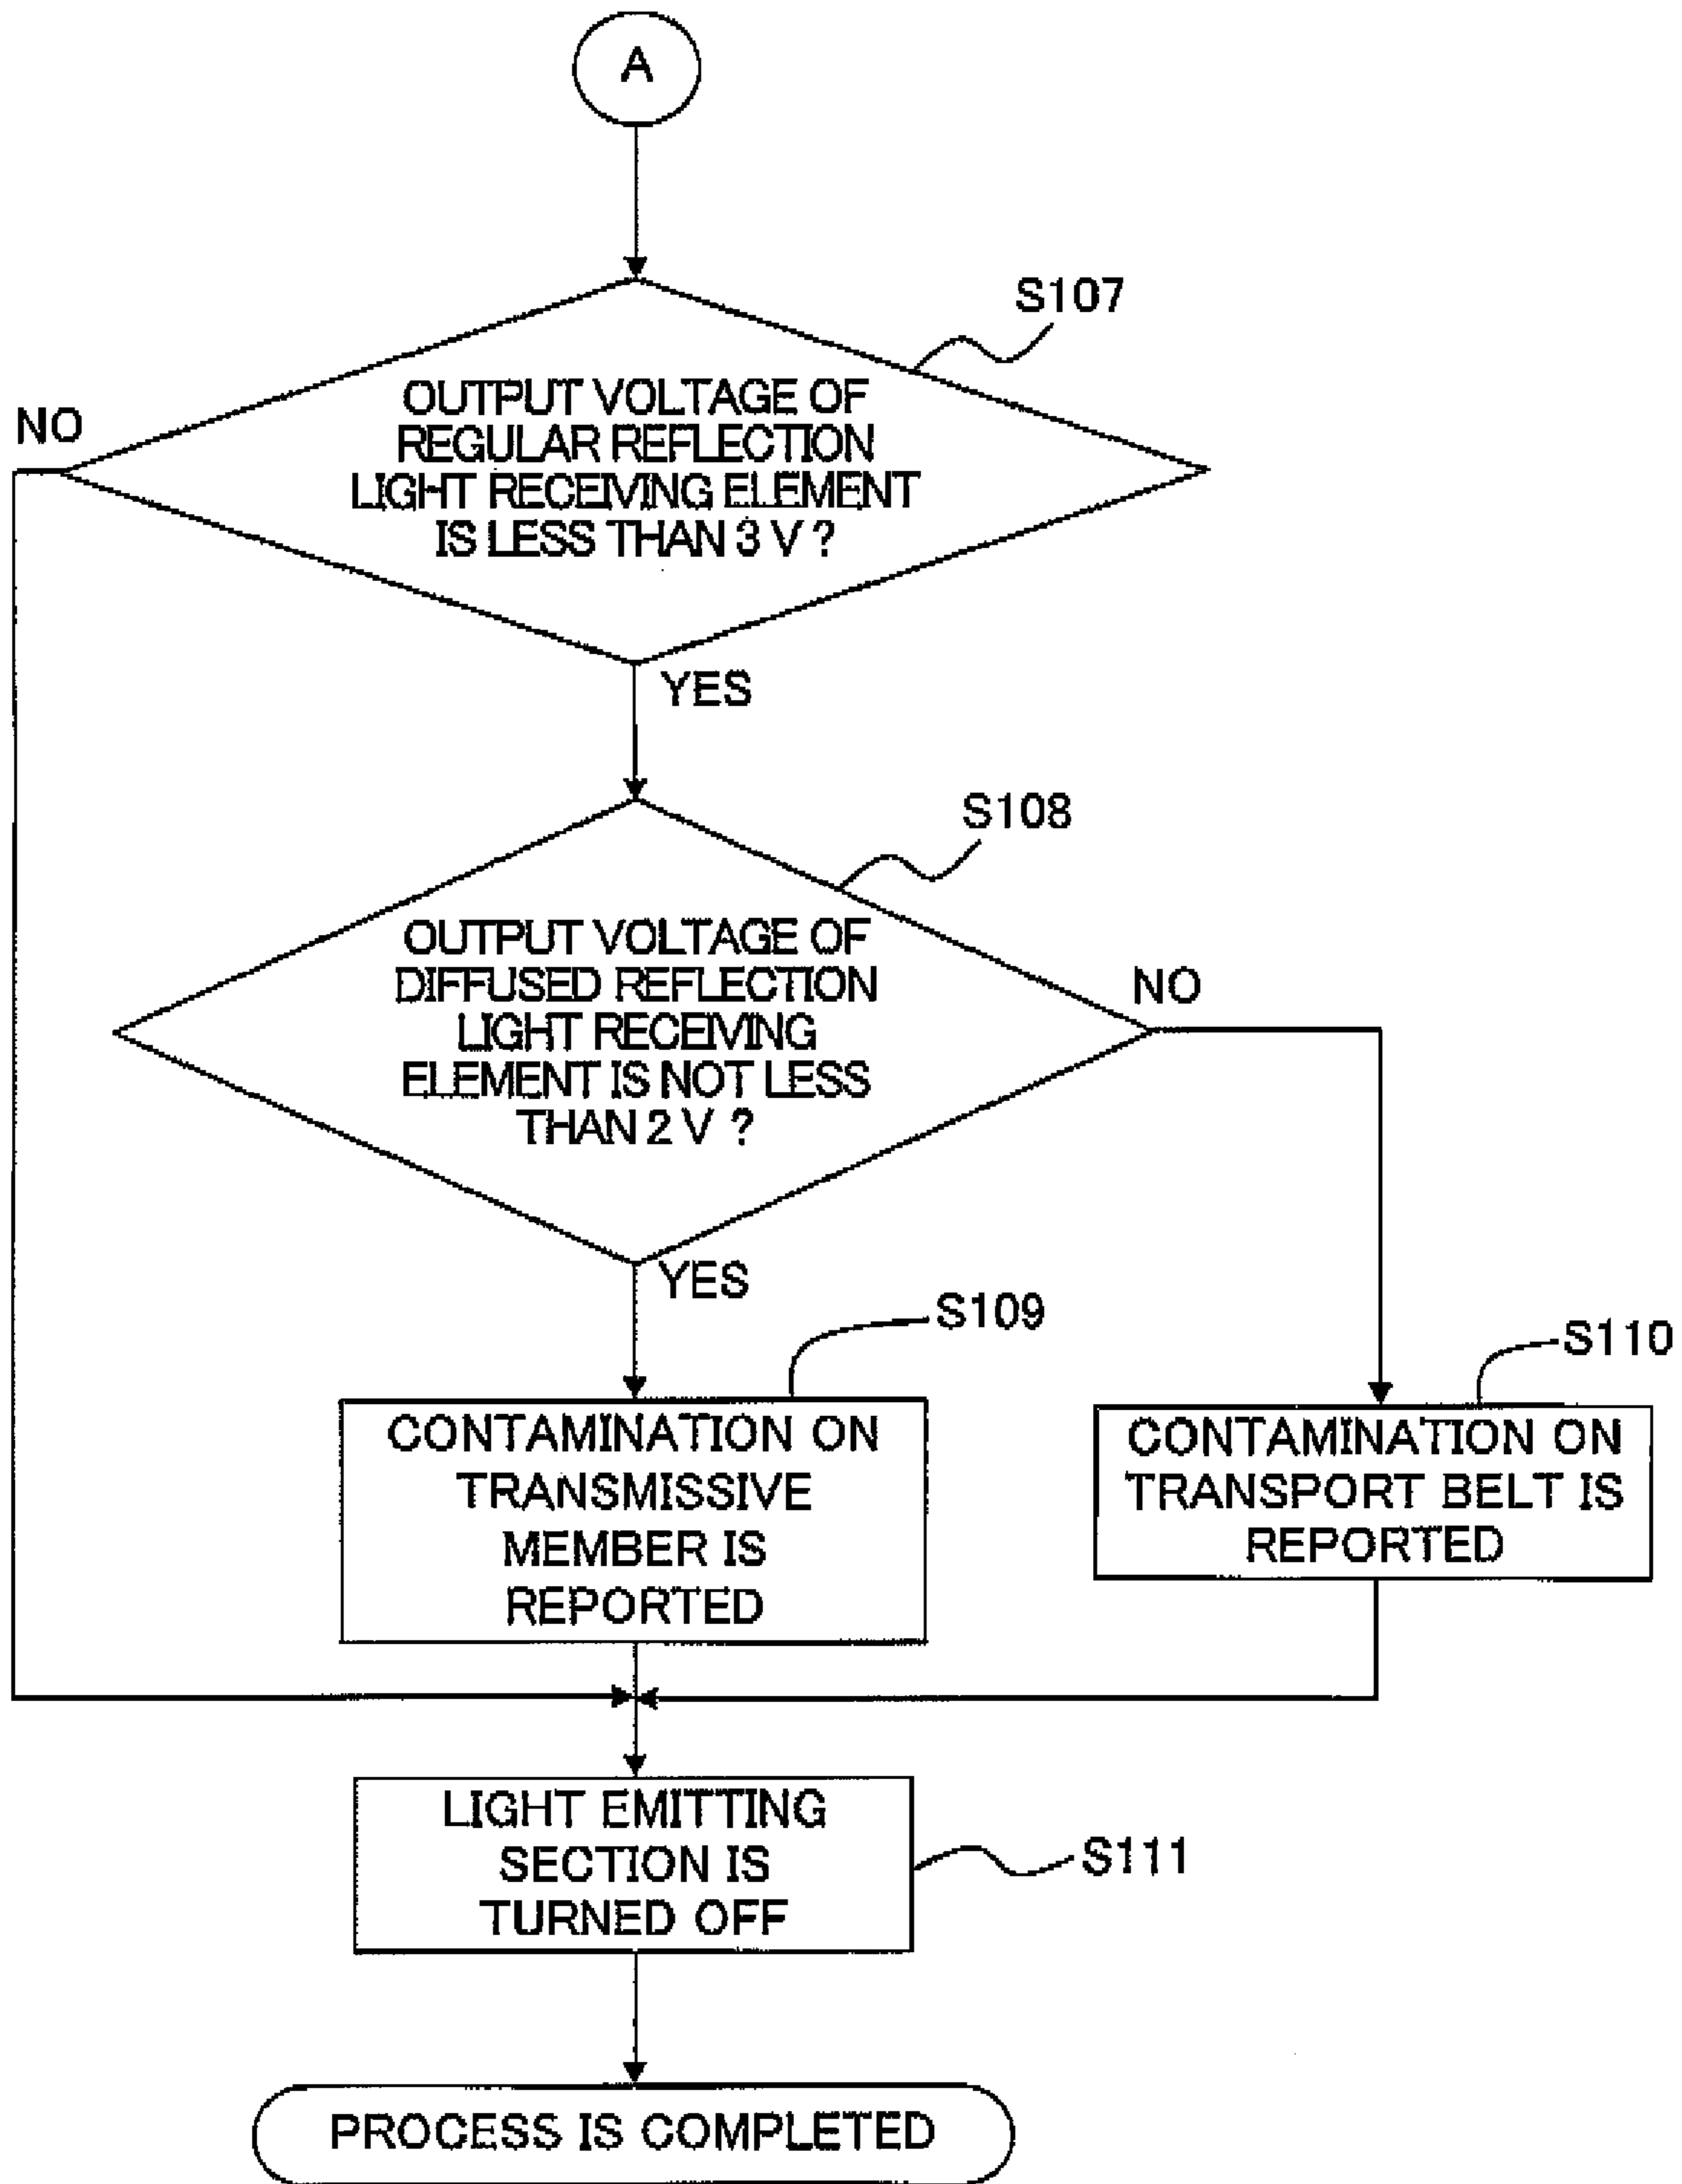 A
S107
NO
OUTPUT VOLTAGE OF
REGULAR REFLECTION
LIGHT RECEIVING ELEMENT
IS LESS THAN 3 V ?
YES
S108
OUTPUT VOLTAGE OF
DIFFUSED REFLECTION
LIGHT RECEIVING
ELEMENT IS NOT LESS
THAN 2 V ?
NO
YES
S109
S110
CONTAMINATION ON
TRANSMISSIVE
MEMBER IS
REPORTED
CONTAMINATION ON
TRANSPORT BELT IS
REPORTED
LIGHT EMITTING
SECTION IS
TURNED OFF
S111
PROCESS IS COMPLETED